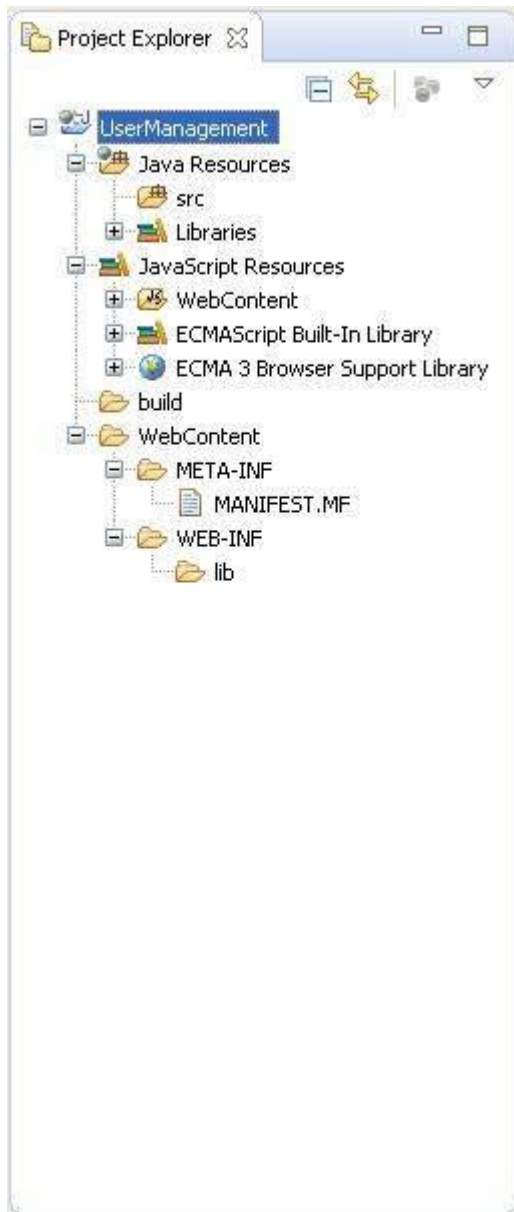 Project Explorer
UserManagement
Java Resources
src
Libraries
JavaScript Resources
WebContent
ECMAScript Built-In Library
ECMA 3 Browser Support Library
build
WebContent
META-INF
MANIFEST.MF
WEB-INF
lib